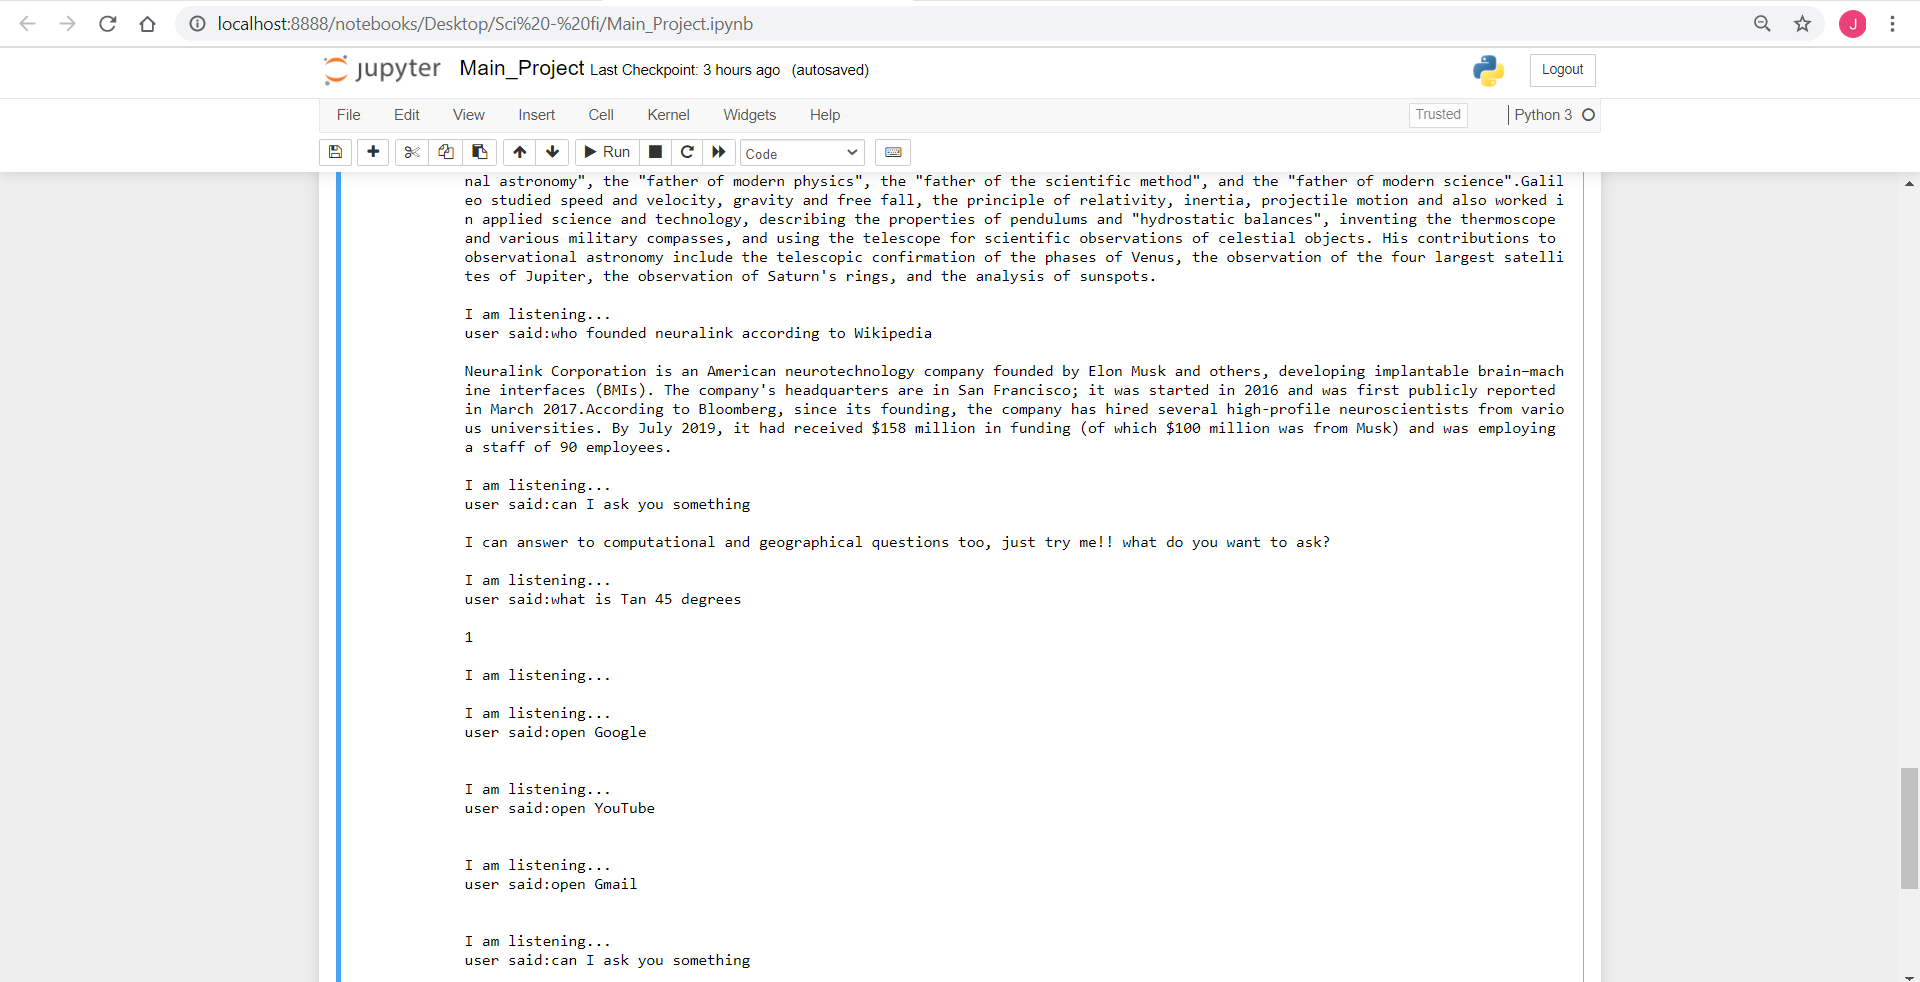 localhost:8888/notebooks/Desktop/Sci%20-%20fi/Main_Project.ipynb
J
jupyter Main_Project Last Checkpoint: 3 hours ago (autosaved)
Logout
File Edit View Insert Cell Kernel Widgets Help
Trusted
Python 3
Run
Code
nal astronomy", the "father of modern physics", the "father of the scientific method", and the "father of modern science".Galil
eo studied speed and velocity, gravity and free fall, the principle of relativity, inertia, projectile motion and also worked i
n applied science and technology, describing the properties of pendulums and "hydrostatic balances", inventing the thermoscope
and various military compasses, and using the telescope for scientific observations of celestial objects. His contributions to
observational astronomy include the telescopic confirmation of the phases of Venus, the observation of the four largest satelli
tes of Jupiter, the observation of Saturn's rings, and the analysis of sunspots.
I am listening...
user said:who founded neuralink according to Wikipedia
Neuralink Corporation is an American neurotechnology company founded by Elon Musk and others, developing implantable brain–mach
ine interfaces (BMIs). The company's headquarters are in San Francisco; it was started in 2016 and was first publicly reported
in March 2017.According to Bloomberg, since its founding, the company has hired several high-profile neuroscientists from vario
us universities. By July 2019, it had received $158 million in funding (of which $100 million was from Musk) and was employing
a staff of 90 employees.
I am listening...
user said:can I ask you something
I can answer to computational and geographical questions too, just try me!! what do you want to ask?
I am listening...
user said:what is Tan 45 degrees
1
I am listening...
I am listening...
user said:open Google
I am listening...
user said:open YouTube
I am listening...
user said:open Gmail
I am listening...
user said:can I ask you something